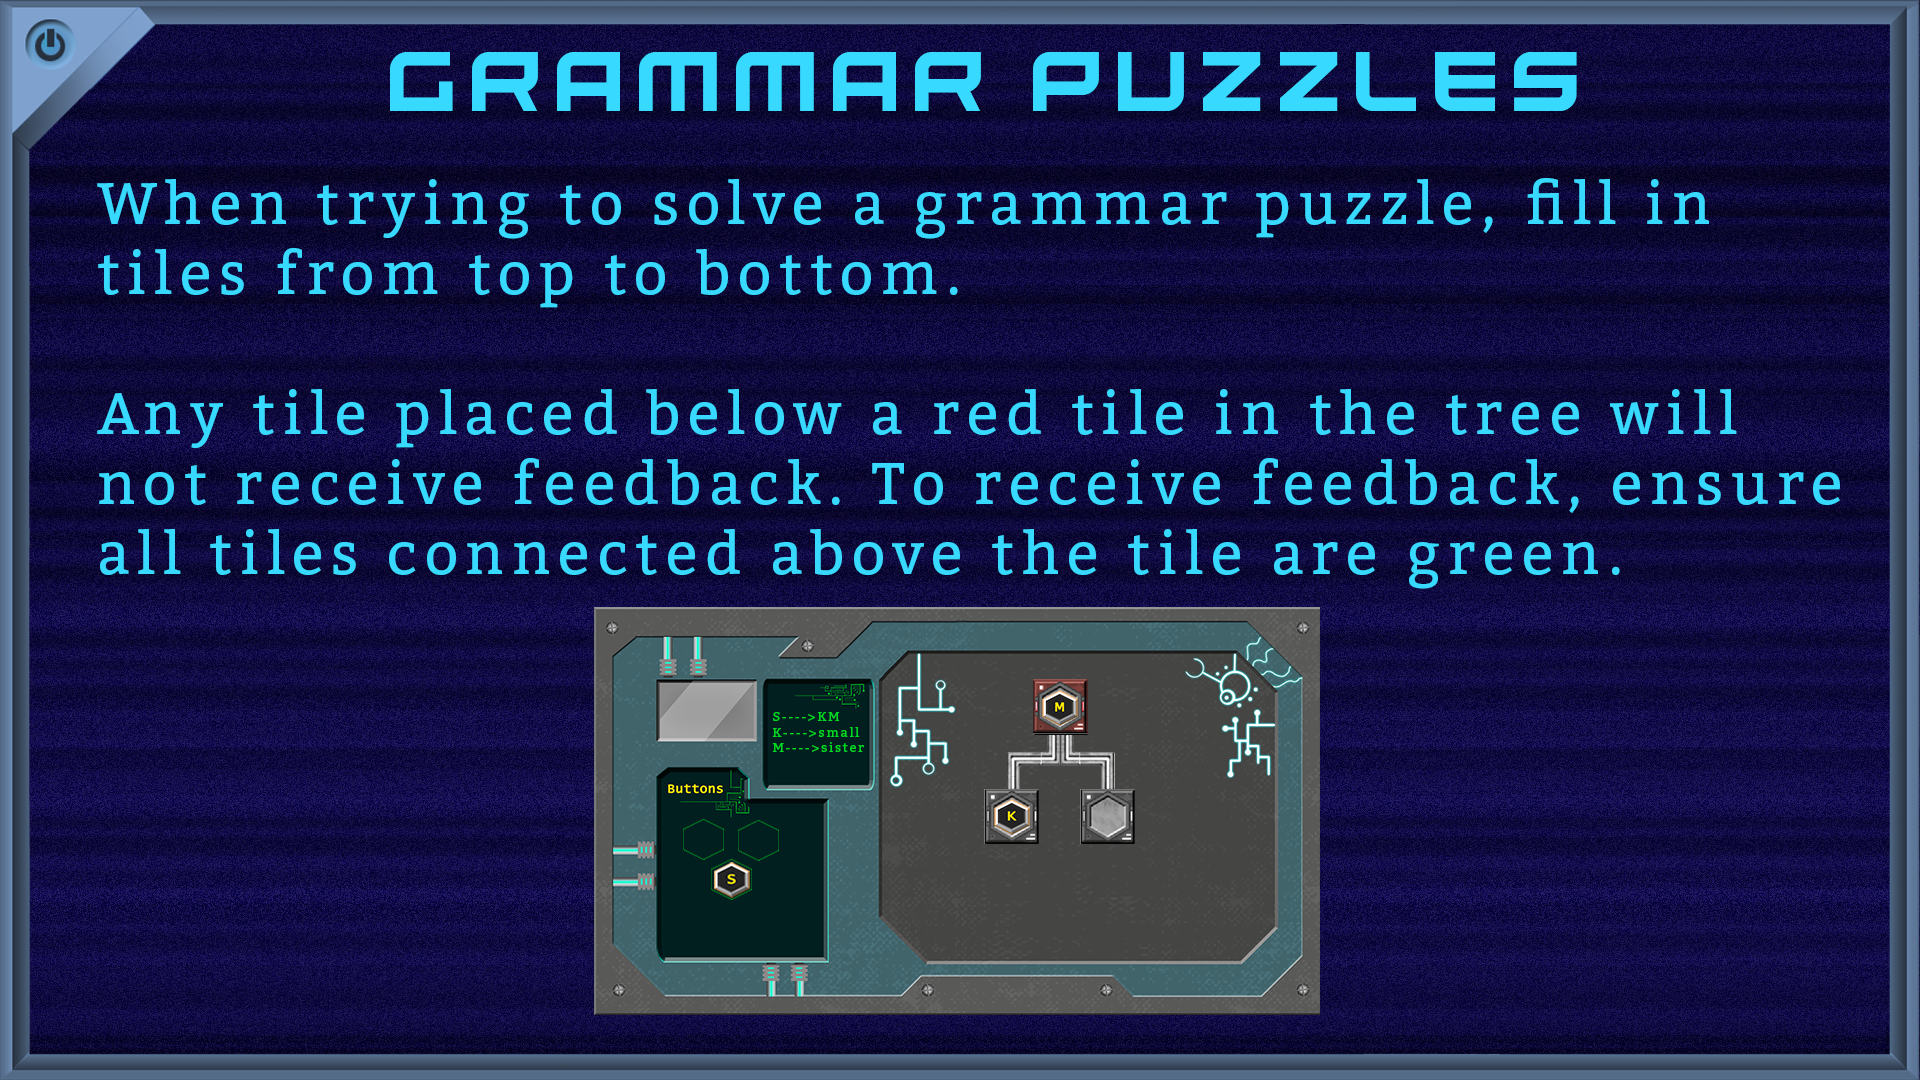 GRAMMAR PUZZLES
When trying to solve a grammar puzzle, fill in
tiles from top to bottom.
Any tile placed below a red tile in the tree will
not receive feedback. To receive feedback, ensure
all tiles connected above the tile are green.
S---->KM
K---->small
M---->sister
Buttons
S
M
K